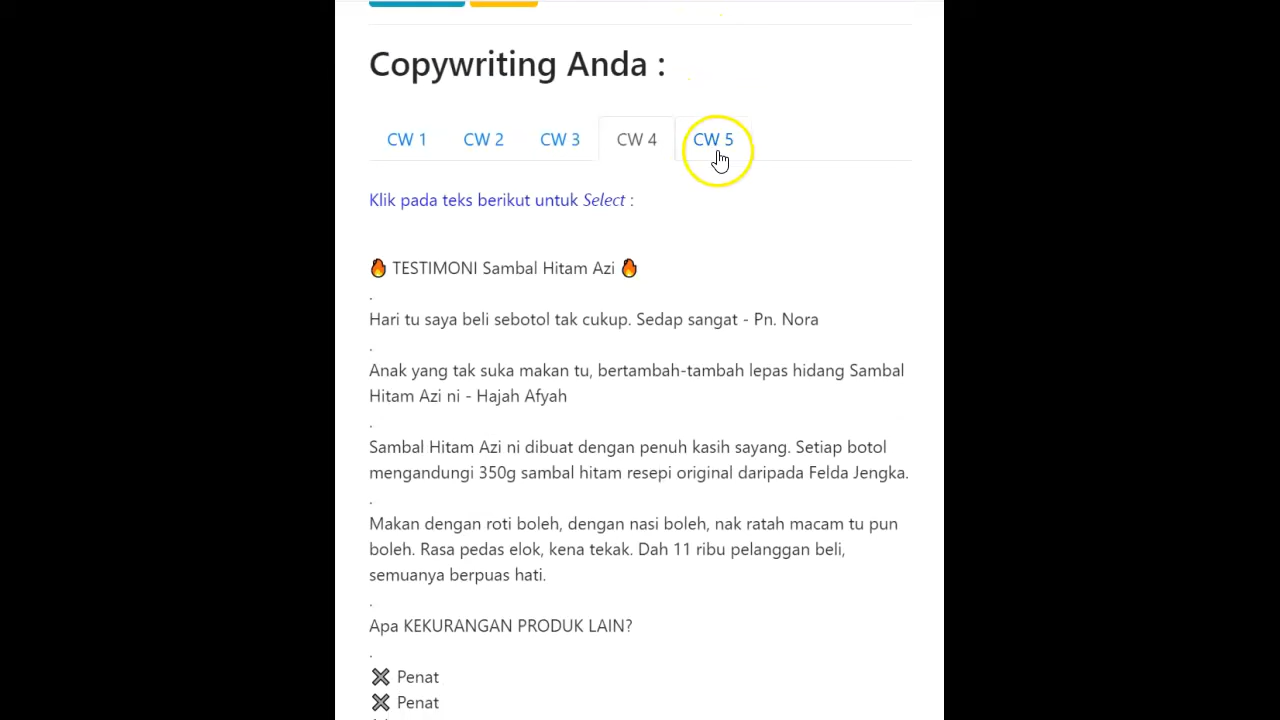 Copywriting Anda :
CW 1 CW 2 CW 3 CW 4 CW 5
Klik pada teks berikut untuk Select :
🔥 TESTIMONI Sambal Hitam Azi 🔥
.
Hari tu saya beli sebotol tak cukup. Sedap sangat - Pn. Nora
.
Anak yang tak suka makan tu, bertambah-tambah lepas hidang Sambal
Hitam Azi ni - Hajah Afyah
.
Sambal Hitam Azi ni dibuat dengan penuh kasih sayang. Setiap botol
mengandungi 350g sambal hitam resepi original daripada Felda Jengka.
.
Makan dengan roti boleh, dengan nasi boleh, nak ratah macam tu pun
boleh. Rasa pedas elok, kena tekak. Dah 11 ribu pelanggan beli,
semuanya berpuas hati.
.
Apa KEKURANGAN PRODUK LAIN?
.
✖ Penat
✖ Penat